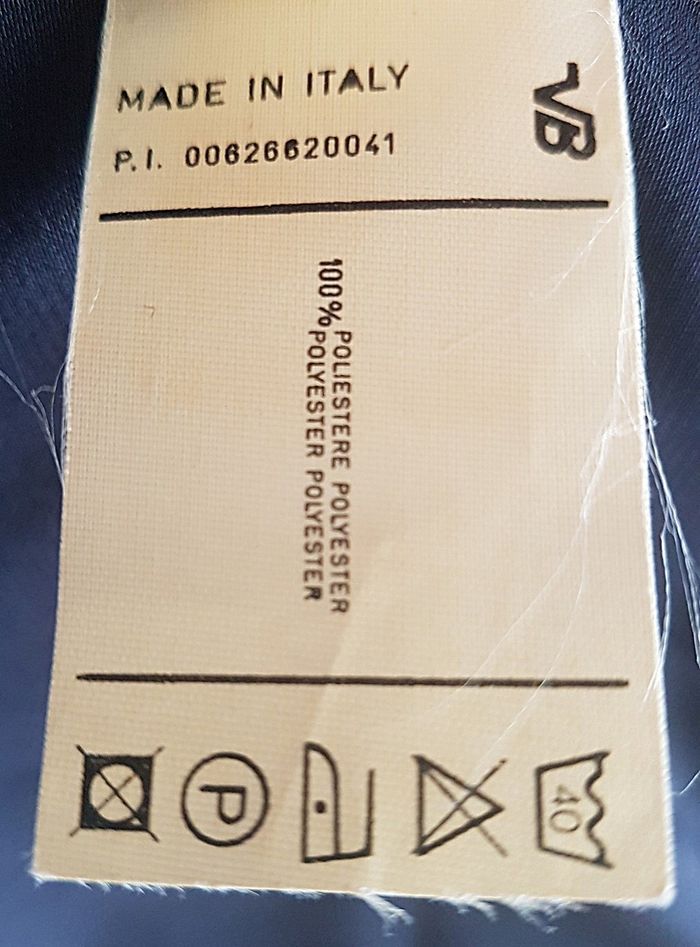 MADE IN ITALY
P.I. 00626620041
VB
100% POLIESTERE POLYESTER
POLYESTER POLYESTER
40
P